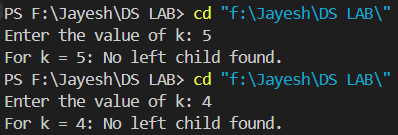 PS F:\Jayesh\DS LAB> cd "f:\Jayesh\DS LAB\"
Enter the value of k: 5
For k = 5: No left child found.
PS F:\Jayesh\DS LAB> cd "f:\Jayesh\DS LAB\"
Enter the value of k: 4
For k = 4: No left child found.